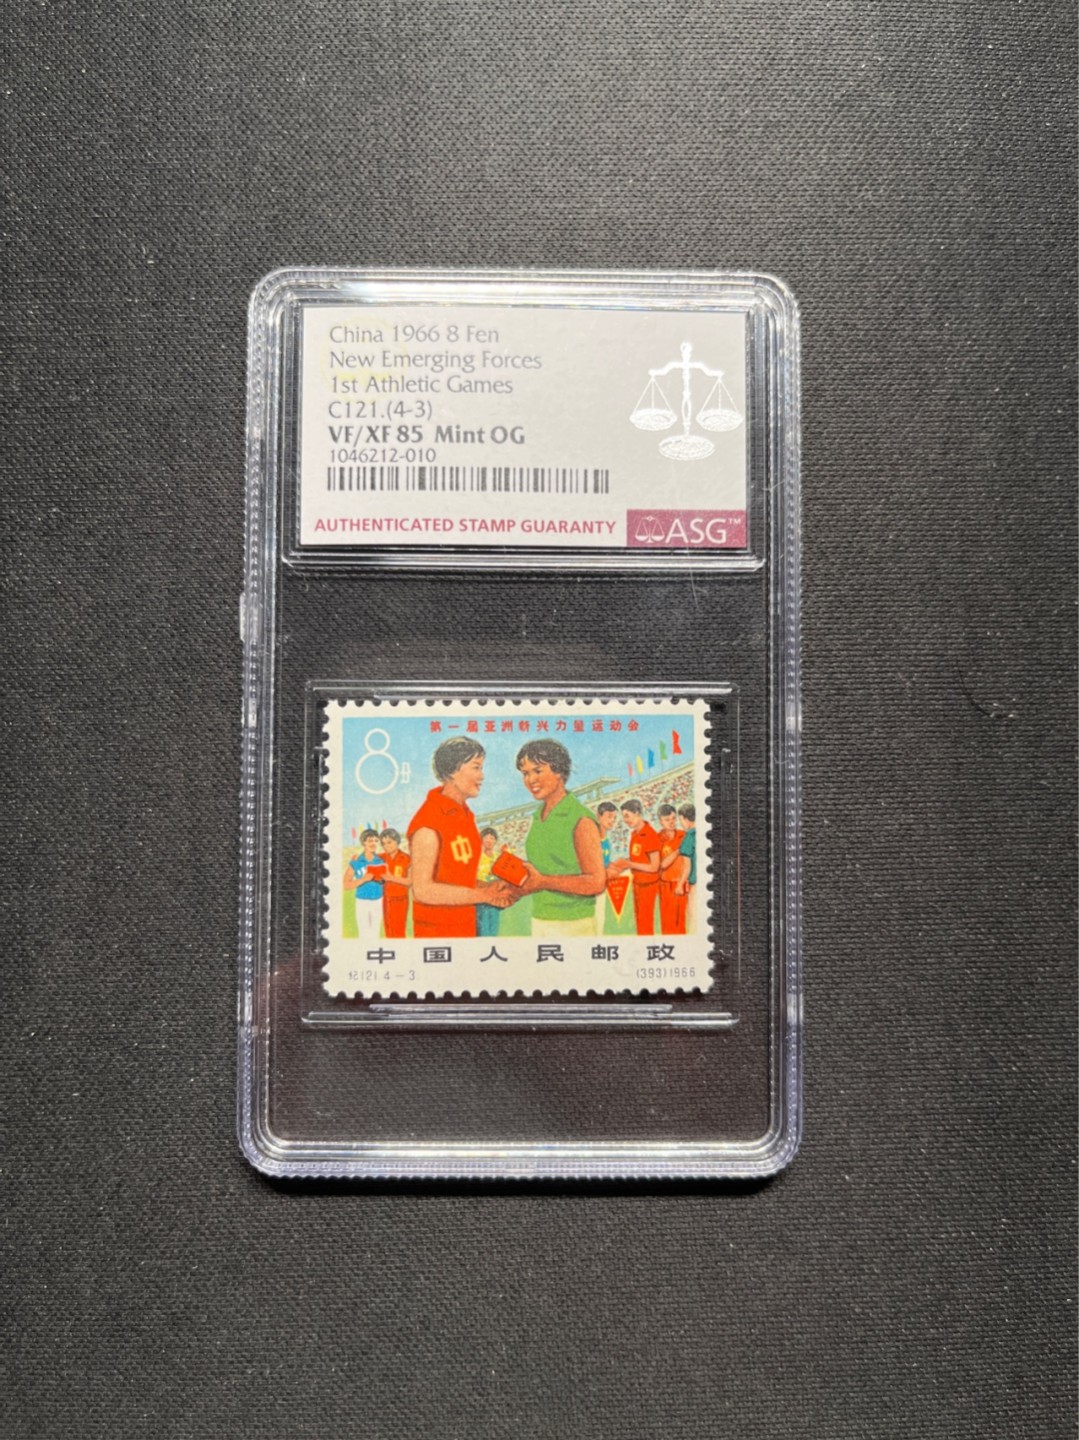 China 1966 8 Fen
New Emerging Forces
1st Athletic Games
C121.(4-3)
VF/XF 85 Mint OG
1046212-010
AUTHENTICATED STAMP GUARANTY
ASG™
第一届亚洲新兴力量运动会
8分
中
中国人民邮政
纪121.4-3
(393)1966